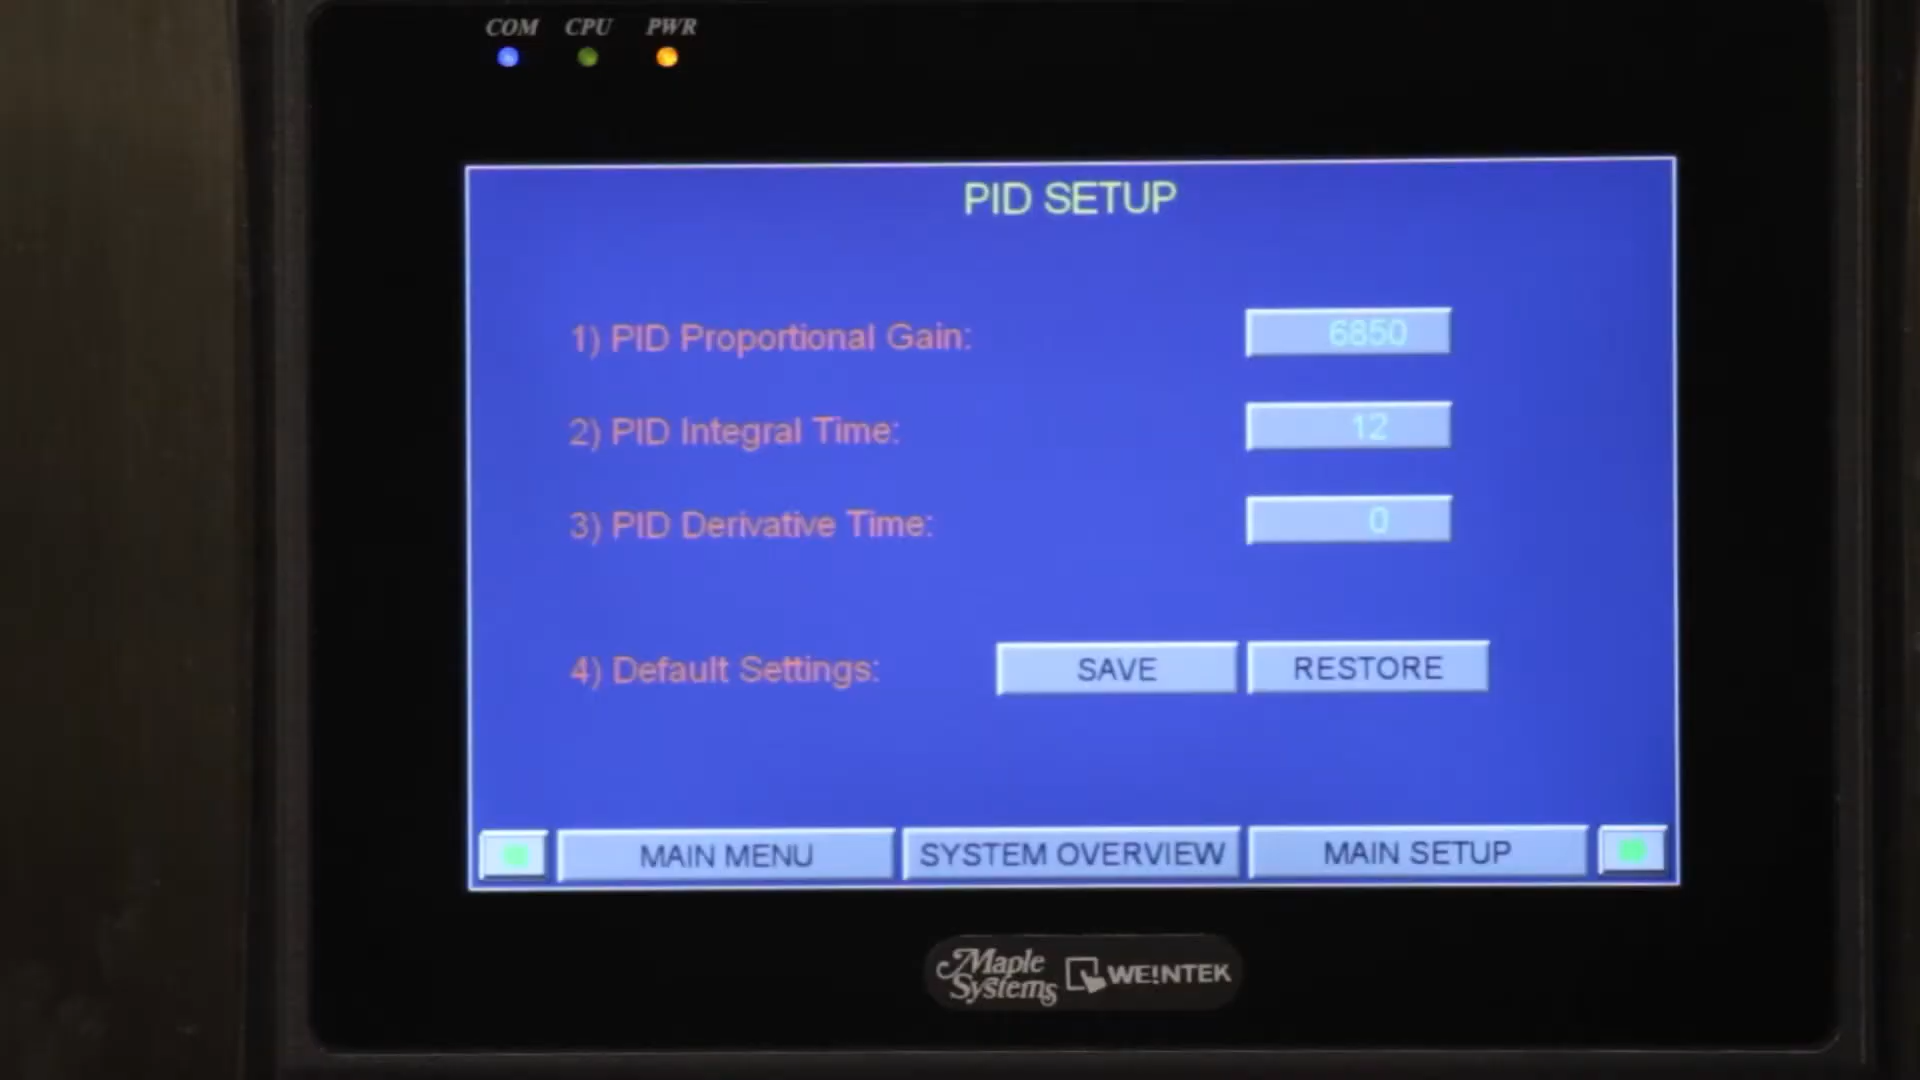 COM CPU PWR
PID SETUP
1) PID Proportional Gain: 6850
2) PID Integral Time: 12
3) PID Derivative Time: 0
4) Default Settings: SAVE RESTORE
MAIN MENU SYSTEM OVERVIEW MAIN SETUP
Maple Systems WEINTEK